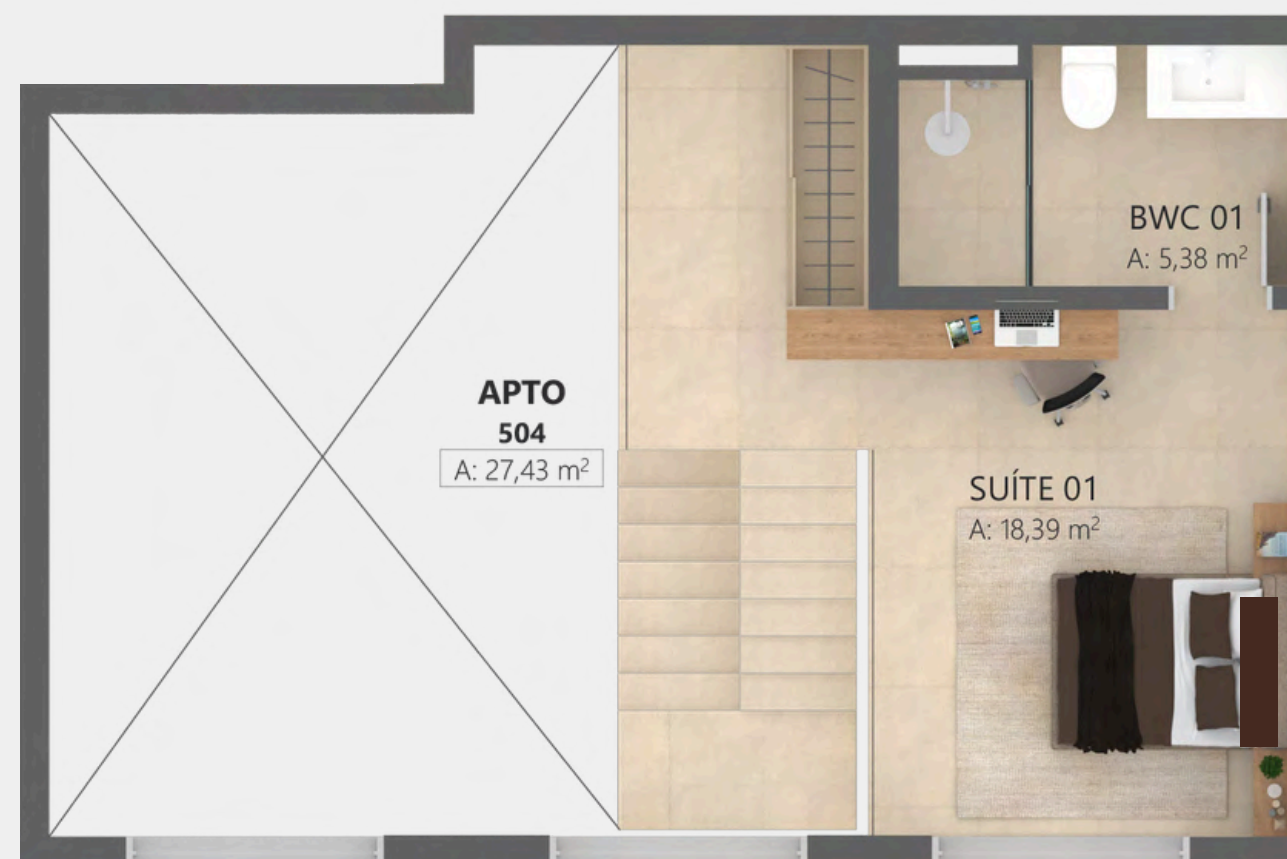 BWC 01
A: 5,38 m²
APTO
504
A: 27,43 m²
SUÍTE 01
A: 18,39 m²